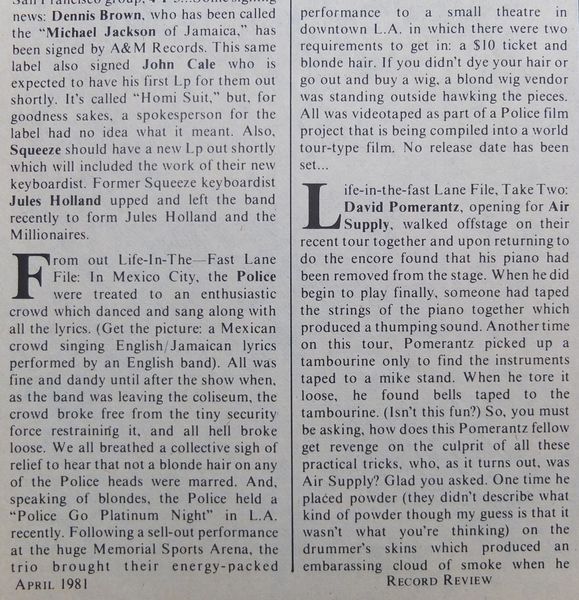 news: Dennis Brown, who has been called
the "Michael Jackson of Jamaica," has
been signed by A&M Records. This same
label also signed John Cale who is
expected to have his first Lp for them out
shortly. It's called "Homi Suit," but, for
goodness sakes, a spokesperson for the
label had no idea what it meant. Also,
Squeeze should have a new Lp out shortly
which will included the work of their new
keyboardist. Former Squeeze keyboardist
Jules Holland upped and left the band
recently to form Jules Holland and the
Millionaires.
From out Life-In-The—Fast Lane
File: In Mexico City, the Police
were treated to an enthusiastic
crowd which danced and sang along with
all the lyrics. (Get the picture: a Mexican
crowd singing English/Jamaican lyrics
performed by an English band). All was
fine and dandy until after the show when,
as the band was leaving the coliseum, the
crowd broke free from the tiny security
force restraining it, and all hell broke
loose. We all breathed a collective sigh of
relief to hear that not a blonde hair on any
of the Police heads were marred. And,
speaking of blondes, the Police held a
"Police Go Platinum Night" in L.A.
recently. Following a sell-out performance
at the huge Memorial Sports Arena, the
trio brought their energy-packed
APRIL 1981
performance to a small theatre in
downtown L.A. in which there were two
requirements to get in: a $10 ticket and
blonde hair. If you didn't dye your hair or
go out and buy a wig, a blond wig vendor
was standing outside hawking the pieces.
All was videotaped as part of a Police film
project that is being compiled into a world
tour-type film. No release date has been
set...
Life-in-the-fast Lane File, Take Two:
David Pomerantz, opening for Air
Supply, walked offstage on their
recent tour together and upon returning to
do the encore found that his piano had
been removed from the stage. When he did
begin to play finally, someone had taped
the strings of the piano together which
produced a thumping sound. Another time
on this tour, Pomerantz picked up a
tambourine only to find the instruments
taped to a mike stand. When he tore it
loose, he found bells taped to the
tambourine. (Isn't this fun?) So, you must
be asking, how does this Pomerantz fellow
get revenge on the culprit of all these
practical tricks, who, as it turns out, was
Air Supply? Glad you asked. One time he
placed powder (they didn't describe what
kind of powder though my guess is that it
wasn't what you're thinking) on the
drummer's skins which produced an
embarassing cloud of smoke when he
RECORD REVIEW